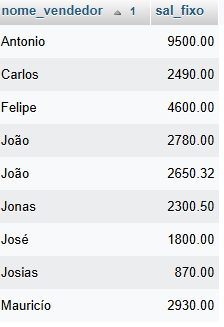 nome_vendedor 1 sal_fixo
Antonio 9500.00
Carlos 2490.00
Felipe 4600.00
João 2780.00
João 2650.32
Jonas 2300.50
José 1800.00
Josias 870.00
Mauricío 2930.00